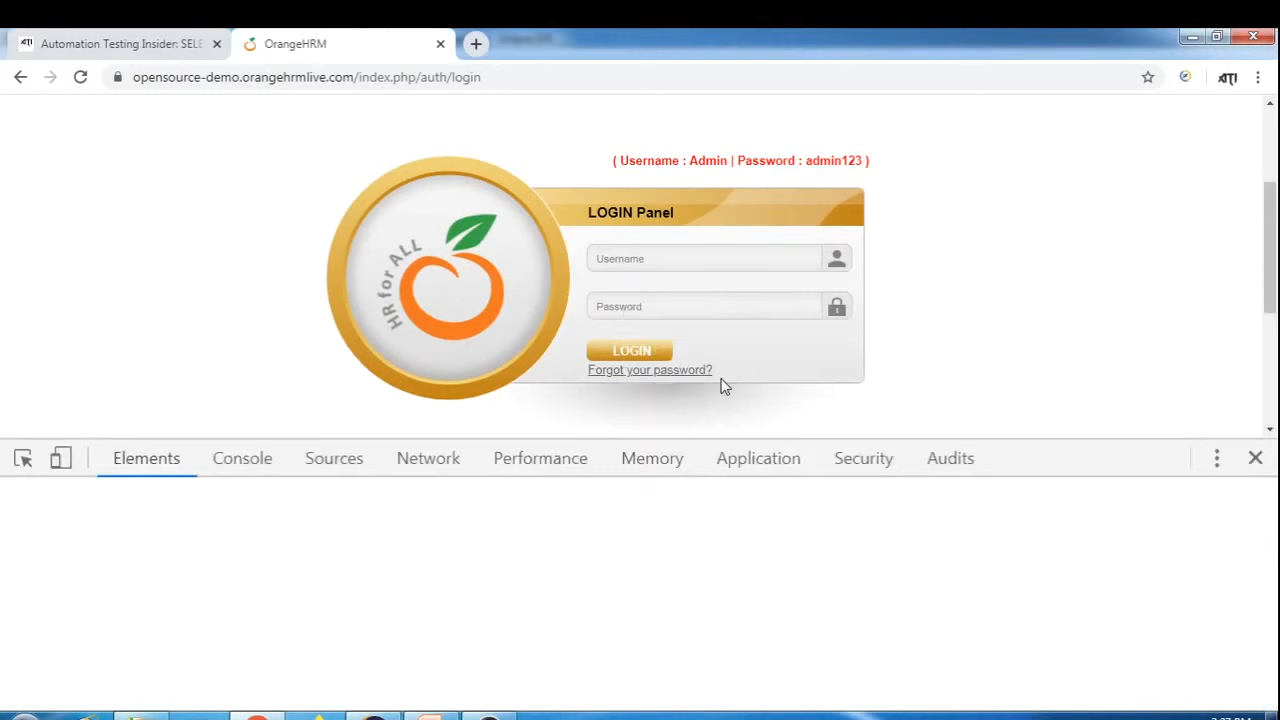 Automation Testing Insider: SELE
OrangeHRM
opensource-demo.orangehrmlive.com/index.php/auth/login
ATI
( Username : Admin | Password : admin123 )
LOGIN Panel
HR for ALL
Username
Password
LOGIN
Forgot your password?
Elements Console Sources Network Performance Memory Application Security Audits